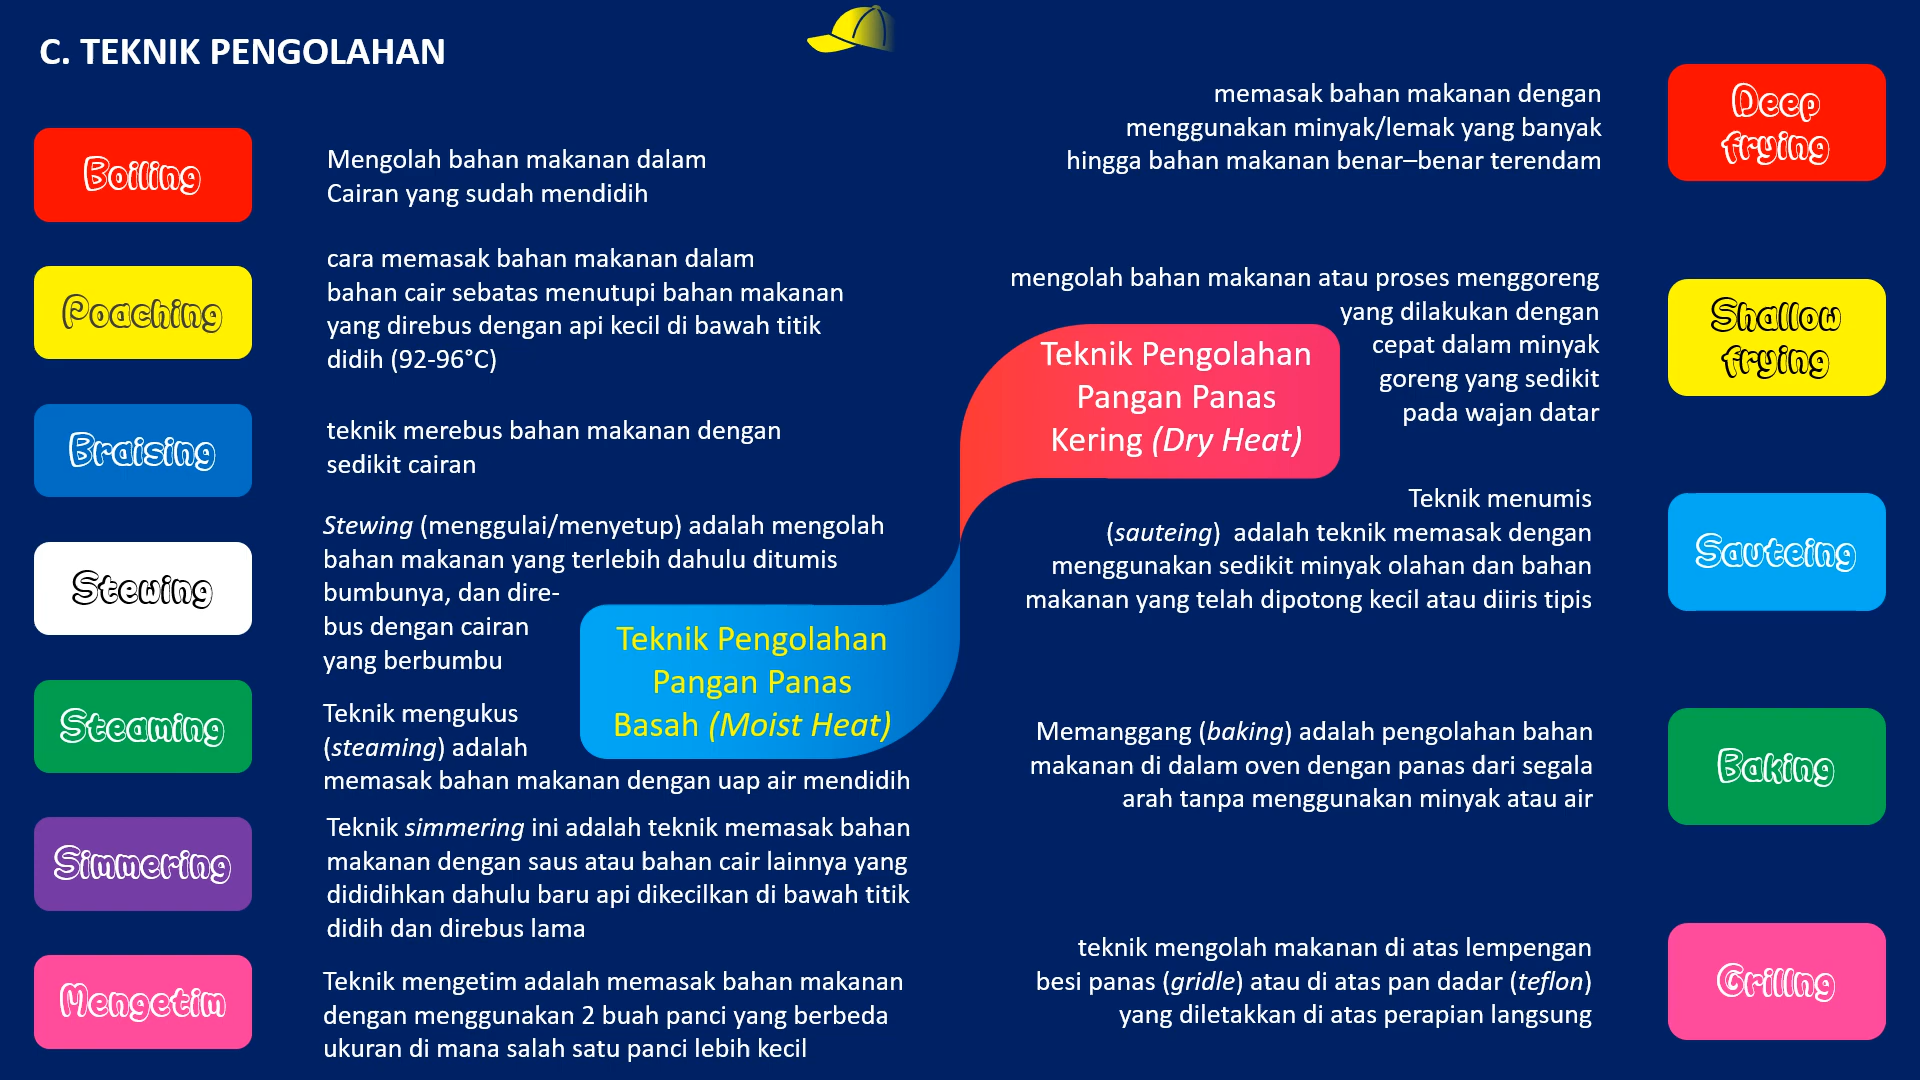 C. TEKNIK PENGOLAHAN
Boiling
Mengolah bahan makanan dalam
Cairan yang sudah mendidih
Poaching
cara memasak bahan makanan dalam
bahan cair sebatas menutupi bahan makanan
yang direbus dengan api kecil di bawah titik
didih (92-96°C)
Braising
teknik merebus bahan makanan dengan
sedikit cairan
Stewing
Stewing (menggulai/menyetup) adalah mengolah
bahan makanan yang terlebih dahulu ditumis
bumbunya, dan dire-
bus dengan cairan
yang berbumbu
Steaming
Teknik mengukus
(steaming) adalah
memasak bahan makanan dengan uap air mendidih
Simmering
Teknik simmering ini adalah teknik memasak bahan
makanan dengan saus atau bahan cair lainnya yang
dididihkan dahulu baru api dikecilkan di bawah titik
didih dan direbus lama
Mengetim
Teknik mengetim adalah memasak bahan makanan
dengan menggunakan 2 buah panci yang berbeda
ukuran di mana salah satu panci lebih kecil
Teknik Pengolahan
Pangan Panas
Basah (Moist Heat)
Teknik Pengolahan
Pangan Panas
Kering (Dry Heat)
memasak bahan makanan dengan
menggunakan minyak/lemak yang banyak
hingga bahan makanan benar–benar terendam
Deep
frying
mengolah bahan makanan atau proses menggoreng
yang dilakukan dengan
cepat dalam minyak
goreng yang sedikit
pada wajan datar
Shallow
frying
Teknik menumis
(sauteing) adalah teknik memasak dengan
menggunakan sedikit minyak olahan dan bahan
makanan yang telah dipotong kecil atau diiris tipis
Sauteing
Memanggang (baking) adalah pengolahan bahan
makanan di dalam oven dengan panas dari segala
arah tanpa menggunakan minyak atau air
Baking
teknik mengolah makanan di atas lempengan
besi panas (gridle) atau di atas pan dadar (teflon)
yang diletakkan di atas perapian langsung
Grillng